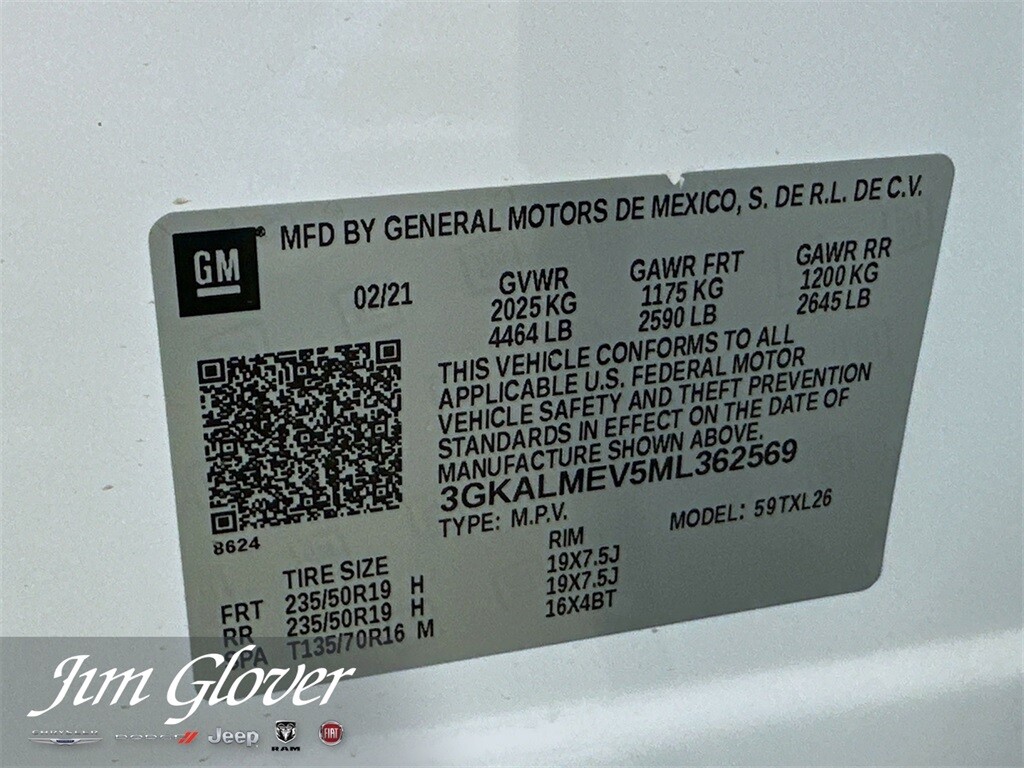 GM
MFD BY GENERAL MOTORS DE MEXICO, S. DE R.L. DE C.V.
02/21
GVWR
2025 KG
4464 LB
GAWR FRT
1175 KG
2590 LB
GAWR RR
1200 KG
2645 LB
THIS VEHICLE CONFORMS TO ALL
APPLICABLE U.S. FEDERAL MOTOR
VEHICLE SAFETY AND THEFT PREVENTION
STANDARDS IN EFFECT ON THE DATE OF
MANUFACTURE SHOWN ABOVE.
3GKALMEV5ML362569
TYPE: M.P.V. MODEL: 59TXL26
8624
TIRE SIZE RIM
FRT 235/50R19 H 19X7.5J
RR 235/50R19 H 19X7.5J
SPA T135/70R16 M 16X4BT
Jim Glover
CHRYSLER DODGE Jeep RAM FIAT